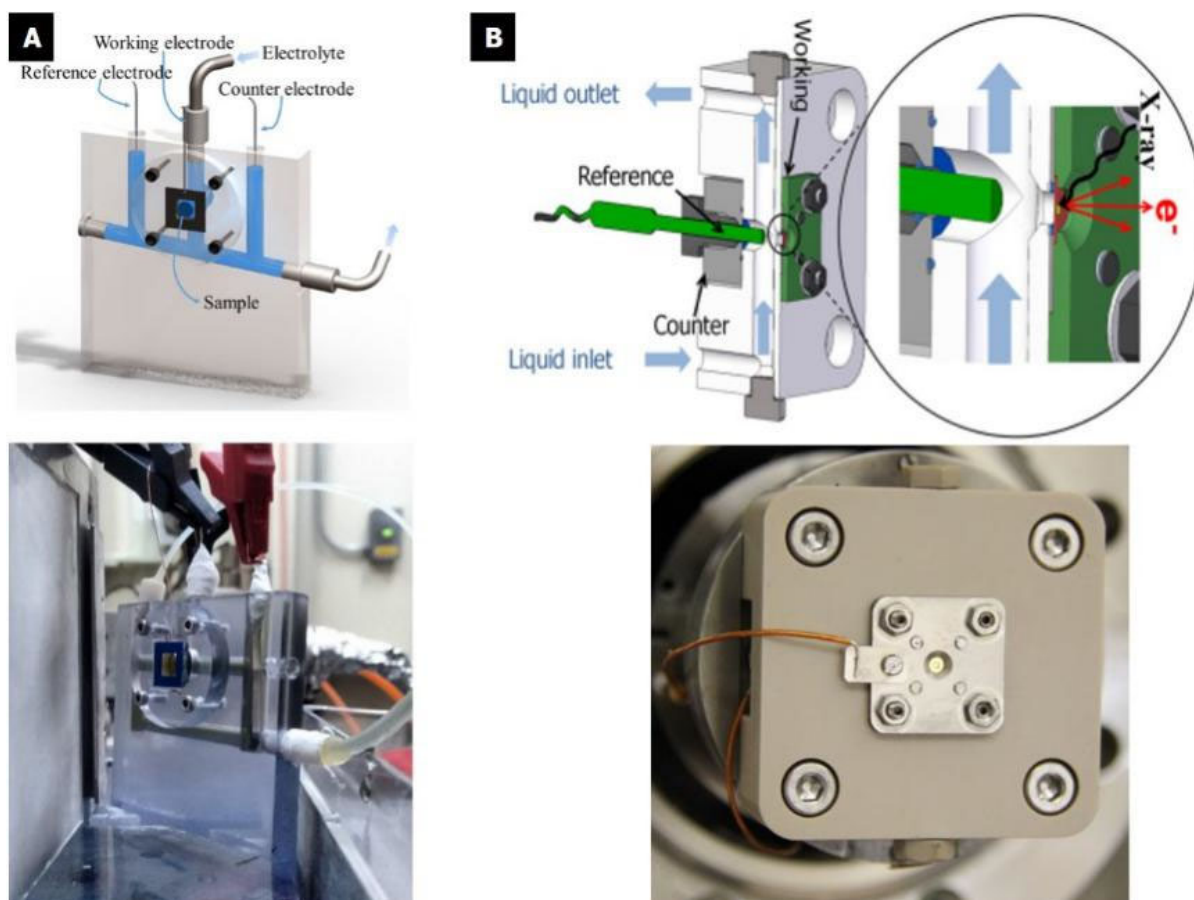 A
Working electrode
Electrolyte
Reference electrode
Counter electrode
Sample
B
Working
Liquid outlet
Reference
Counter
Liquid inlet
X-ray
e-